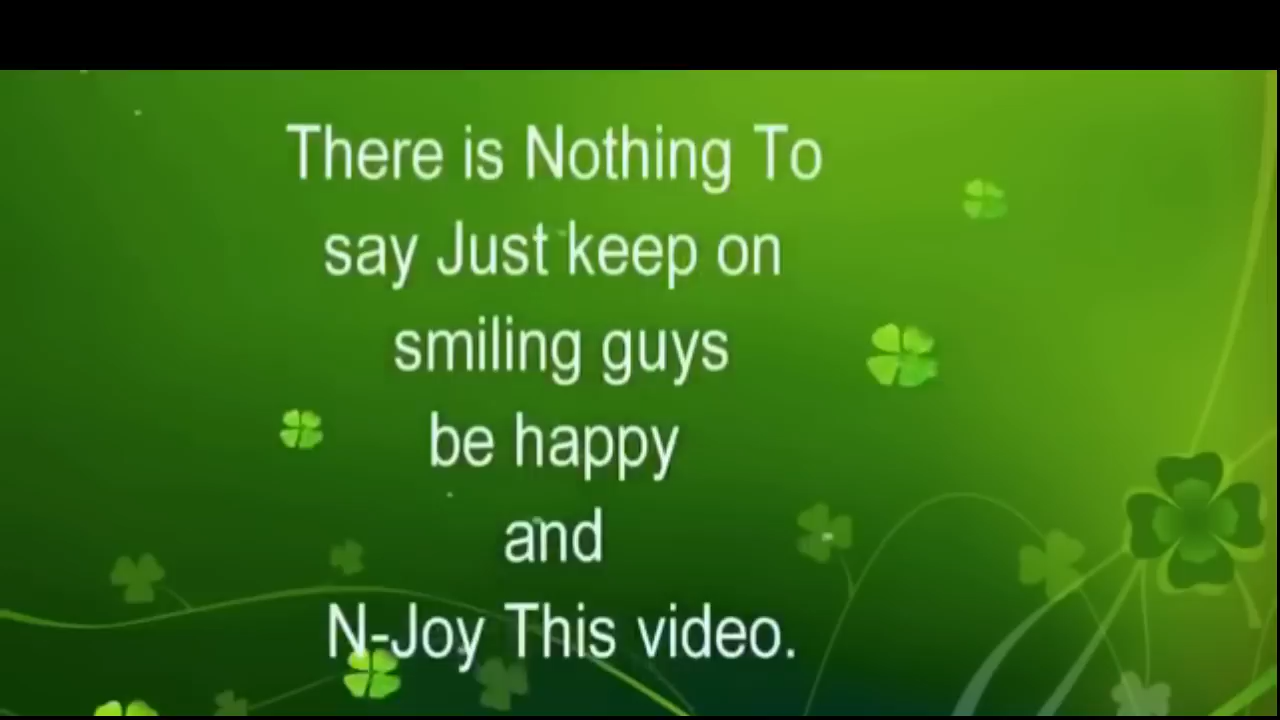 There is Nothing To
say Just keep on
smiling guys
be happy
and
N-Joy This video.